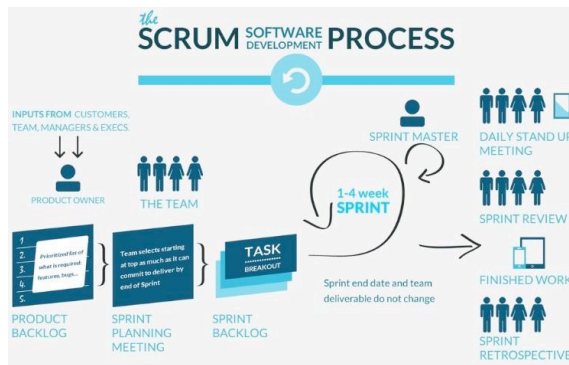 the
SCRUM SOFTWARE DEVELOPMENT PROCESS
INPUTS FROM CUSTOMERS,
TEAM, MANAGERS & EXECS.
PRODUCT OWNER
THE TEAM
SPRINT MASTER
1-4 week
SPRINT
DAILY STAND UP
MEETING
SPRINT REVIEW
FINISHED WORK
SPRINT
RETROSPECTIVE
1
2.
3.
4.
5.
Prioritized list of
what is required:
features, bugs...
Team selects starting
at top as much as it can
commit to deliver by
end of Sprint
TASK
BREAKOUT
Sprint end date and team
deliverable do not change
PRODUCT
BACKLOG
SPRINT
PLANNING
MEETING
SPRINT
BACKLOG